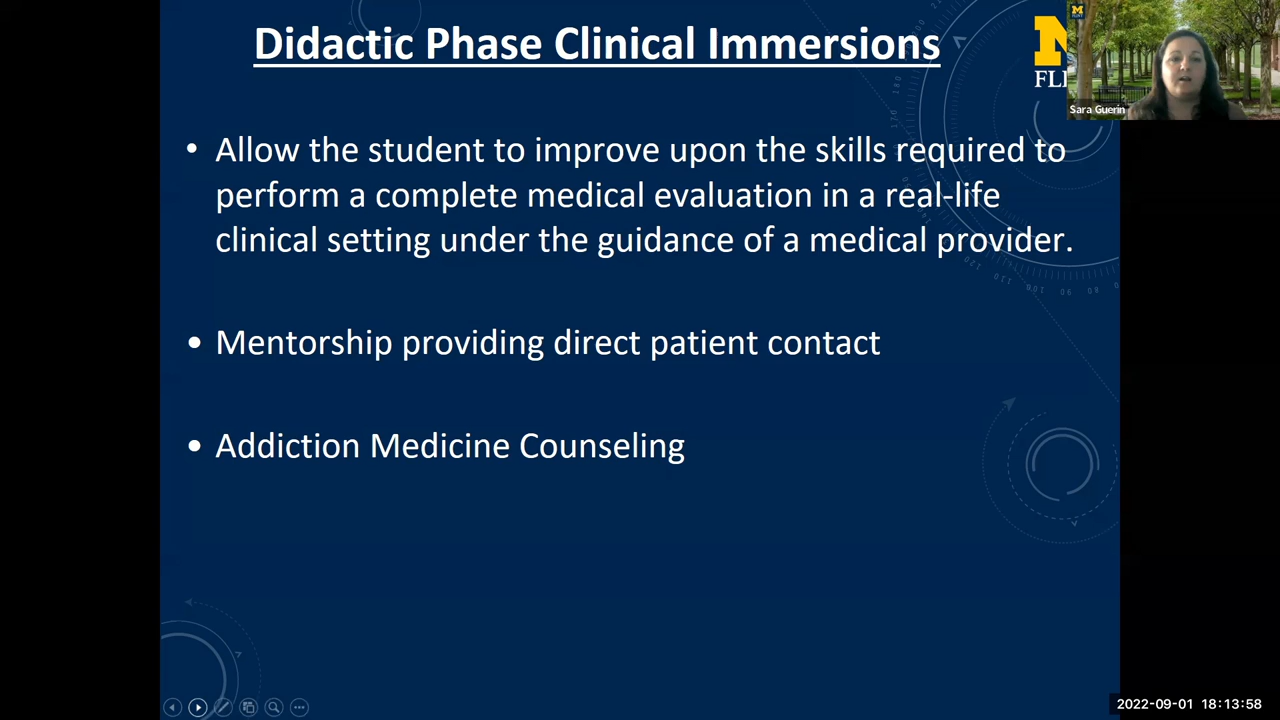 Didactic Phase Clinical Immersions
• Allow the student to improve upon the skills required to
perform a complete medical evaluation in a real-life
clinical setting under the guidance of a medical provider.
• Mentorship providing direct patient contact
• Addiction Medicine Counseling
Sara Guerin
2022-09-01 18:13:58